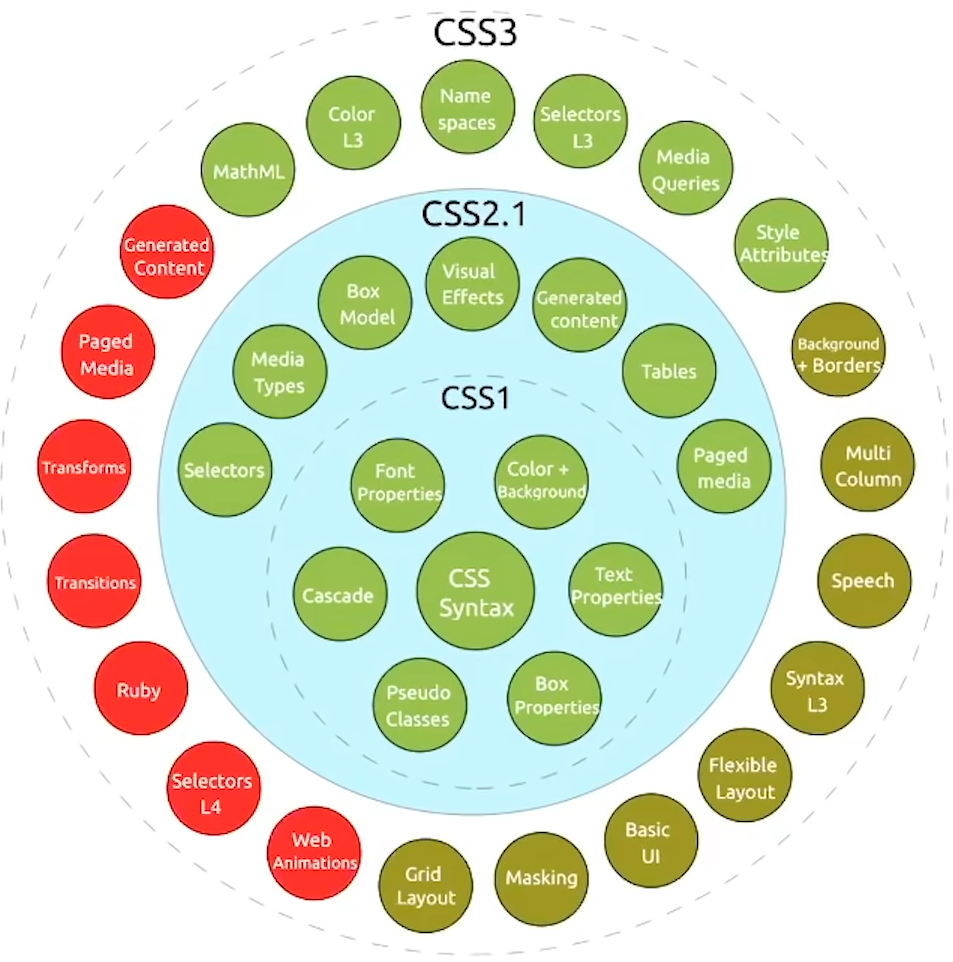 CSS3
Name
spaces
Selectors
L3
Media
Queries
Style
Attributes
Background
+ Borders
Multi
Column
Speech
Syntax
L3
Flexible
Layout
Basic
UI
Masking
Grid
Layout
Web
Animations
Selectors
L4
Ruby
Transitions
Transforms
Paged
Media
Generated
Content
MathML
Color
L3
CSS2.1
Selectors
Media
Types
Box
Model
Visual
Effects
Generated
content
Tables
Paged
media
CSS1
Font
Properties
Color +
Background
Cascade
CSS
Syntax
Text
Properties
Pseudo
Classes
Box
Properties